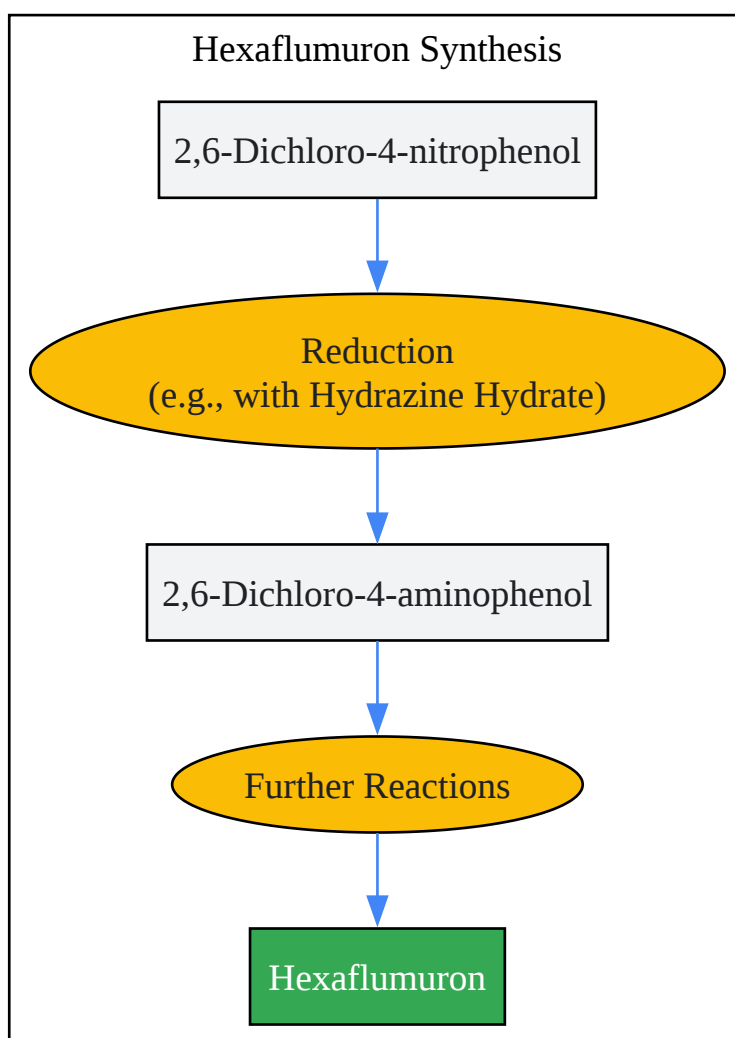 Hexaflumuron Synthesis
2,6-Dichloro-4-nitrophenol
Reduction
(e.g., with Hydrazine Hydrate)
2,6-Dichloro-4-aminophenol
Further Reactions
Hexaflumuron